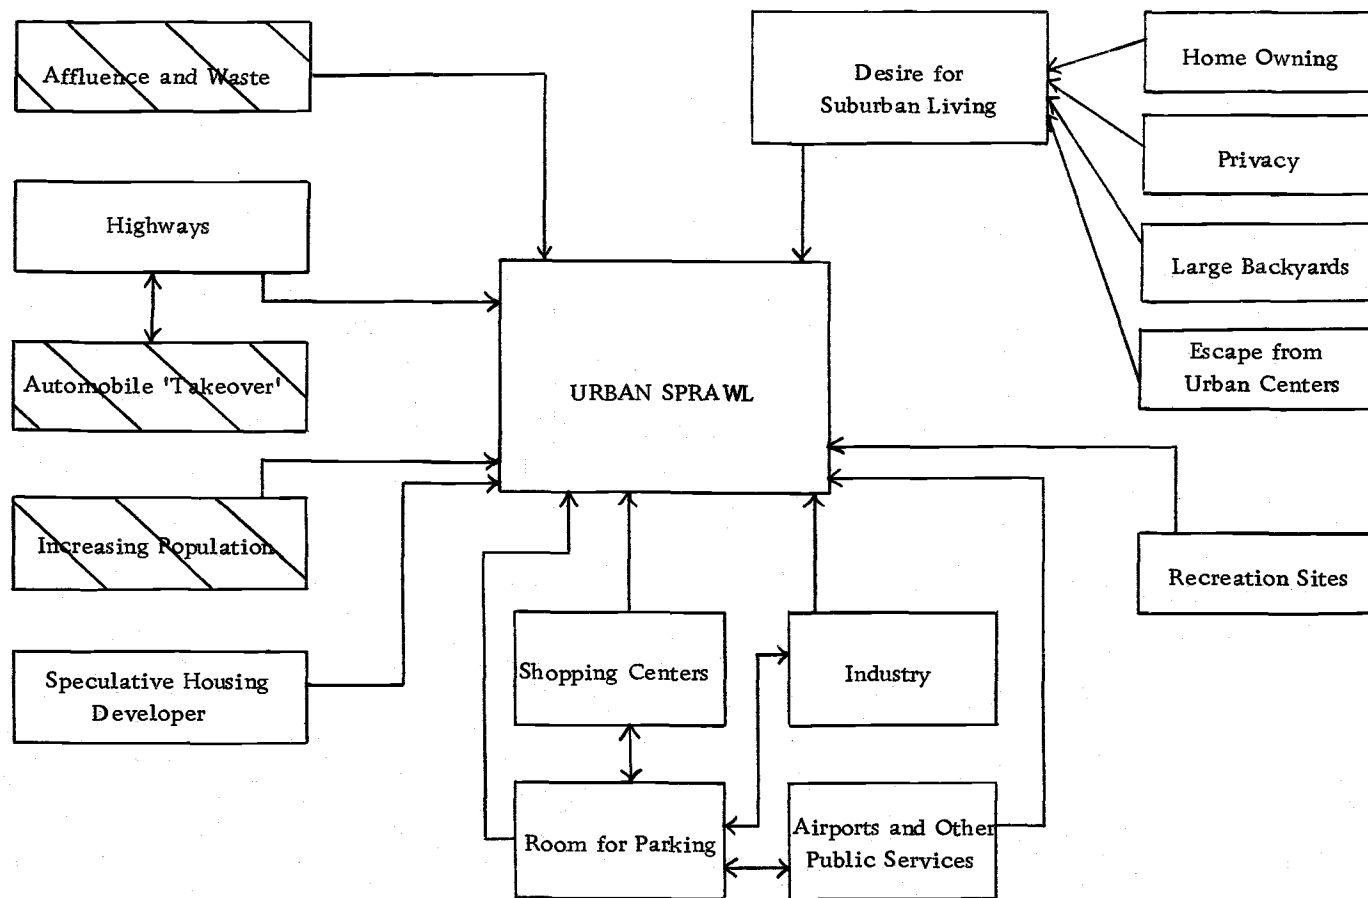 Affluence and Waste
Desire for
Suburban Living
Home Owning
Privacy
Highways
Large Backyards
Automobile 'Takeover'
Escape from
Urban Centers
URBAN SPRAWL
Increasing Population
Recreation Sites
Speculative Housing
Developer
Shopping Centers
Industry
Room for Parking
Airports and Other
Public Services